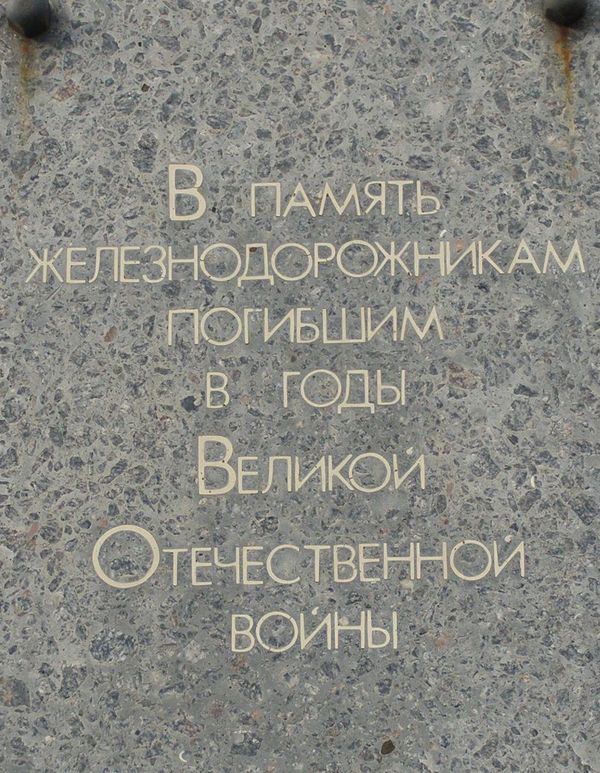 В ПАМЯТЬ
ЖЕЛЕЗНОДОРОЖНИКАМ
ПОГИБШИМ
В ГОДЫ
ВЕЛИКОЙ
ОТЕЧЕСТВЕННОЙ
ВОЙНЫ